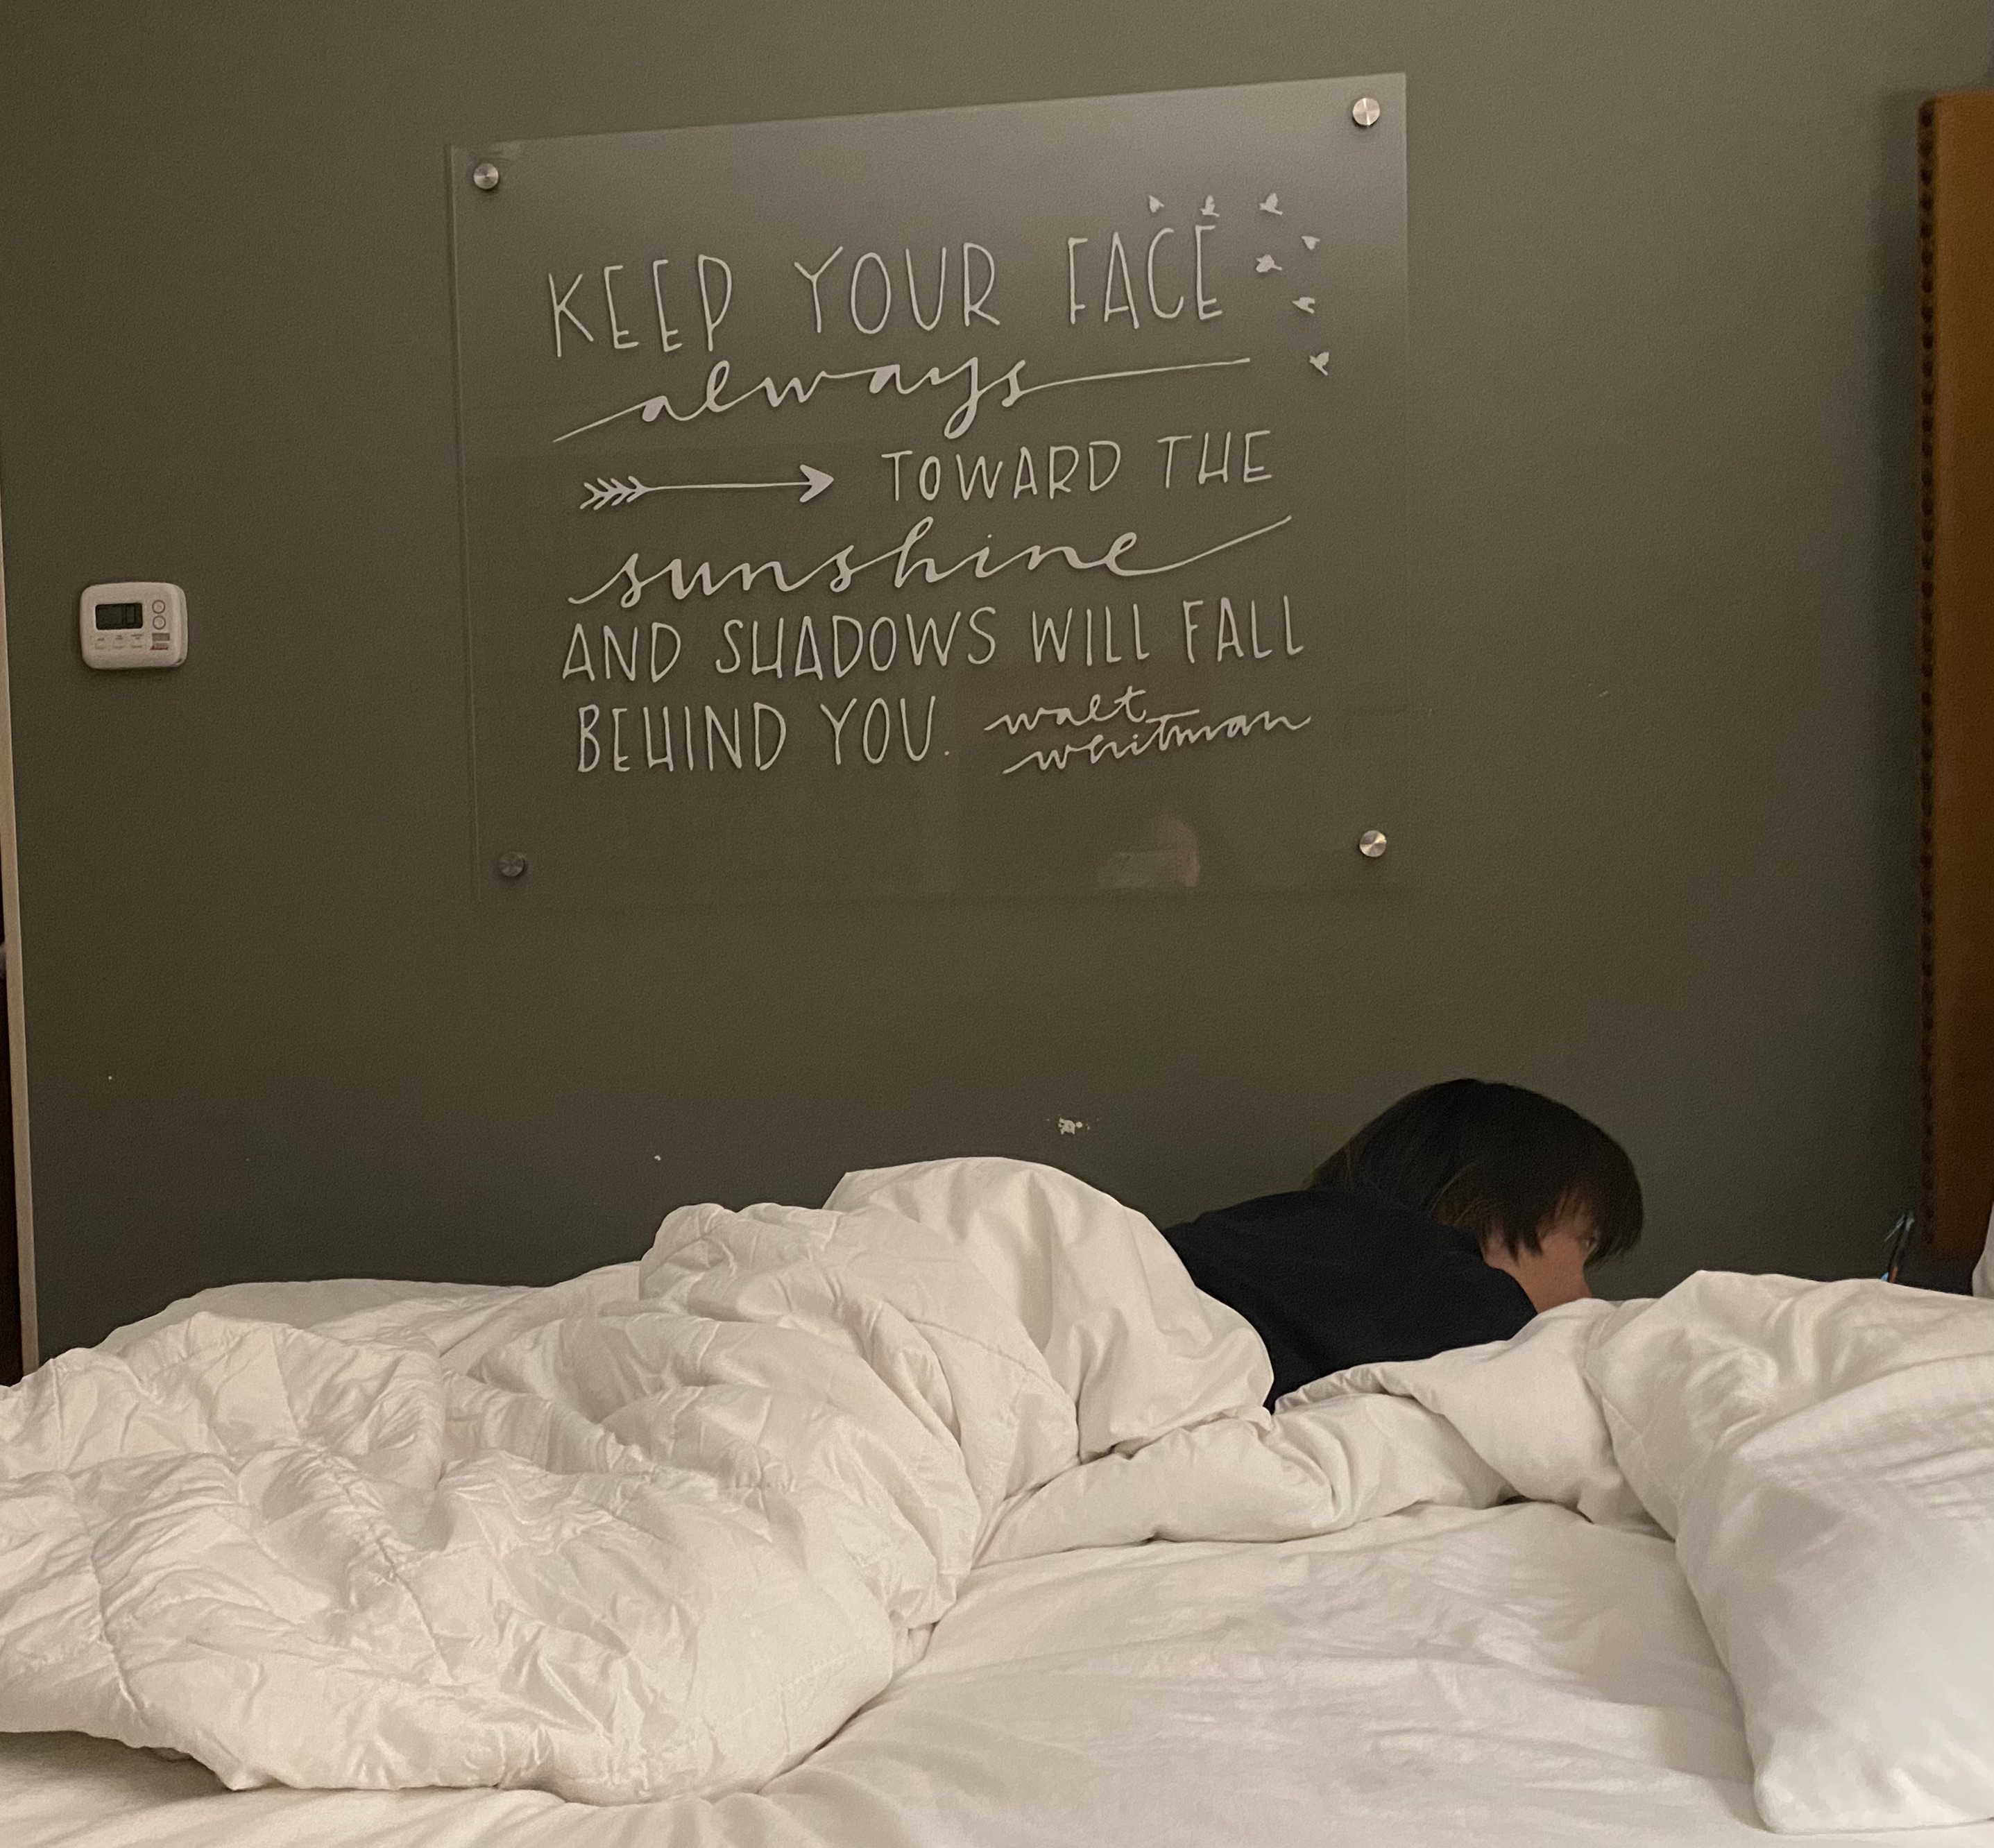 KEEP YOUR FACE
always
TOWARD THE
sunshine
AND SHADOWS WILL FALL
BEHIND YOU.
walt
whitman